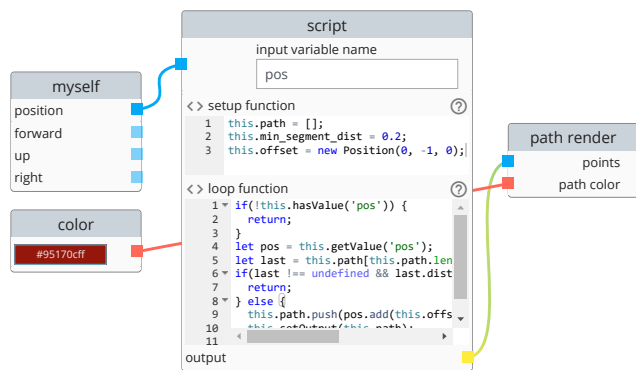 script
input variable name
pos
myself
position
forward
up
right
<> setup function
?
1 this.path = [];
2 this.min_segment_dist = 0.2;
3 this.offset = new Position(0, -1, 0);
path render
points
path color
<> loop function
?
1 if(!this.hasValue('pos')) {
2 return;
3 }
4 let pos = this.getValue('pos');
5 let last = this.path[this.path.len
6 if(last !== undefined && last.dist
7 return;
8 } else {
9 this.path.push(pos.add(this.offs
10 this.setOutput(this.path);
11
color
#95170cff
output